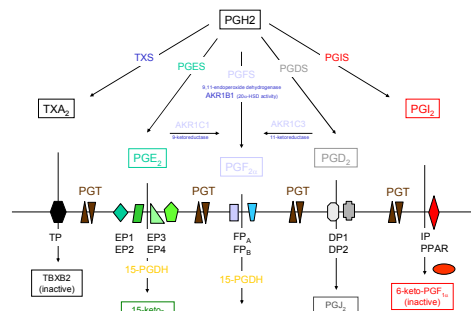 PGH2
TXS
PGES
PGFS
PGDS
PGIS
9,11-endoperoxide dehydrogenase
AKR1B1 (20α-HSD activity)
TXA2
PGI2
AKR1C1
9-ketoreductase
AKR1C3
11-ketoreductase
PGE2
PGF2α
PGD2
PGT
PGT
PGT
PGT
TP
EP1 EP3
EP2 EP4
FPA
FPB
DP1
DP2
IP
PPAR
TBXB2
(inactive)
15-PGDH
15-PGDH
15-keto-
PGJ2
6-keto-PGF1α
(inactive)